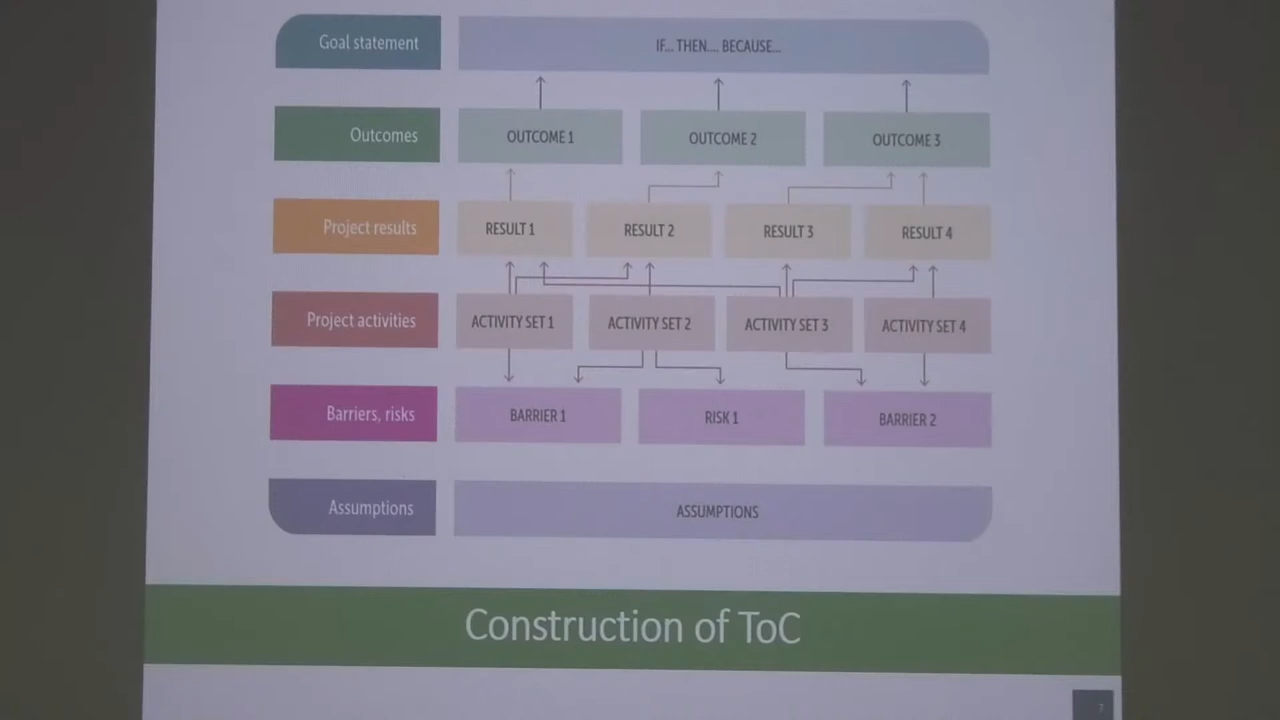 Goal statement
IF... THEN.... BECAUSE...
Outcomes
OUTCOME 1
OUTCOME 2
OUTCOME 3
Project results
RESULT 1
RESULT 2
RESULT 3
RESULT 4
Project activities
ACTIVITY SET 1
ACTIVITY SET 2
ACTIVITY SET 3
ACTIVITY SET 4
Barriers, risks
BARRIER 1
RISK 1
BARRIER 2
Assumptions
ASSUMPTIONS
Construction of ToC
7